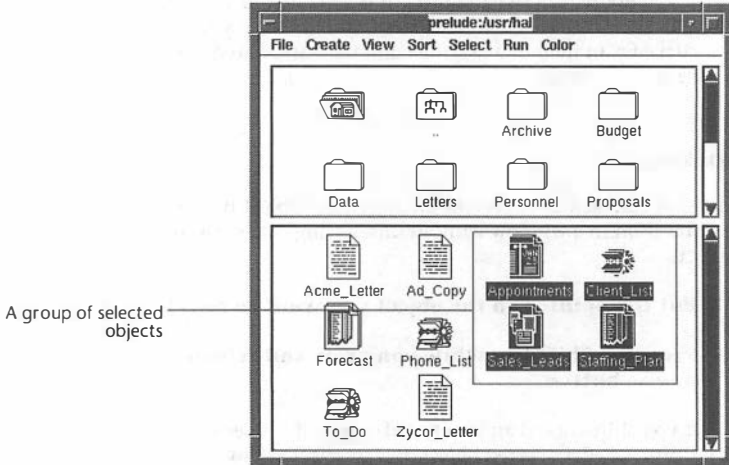 prelude:/usr/hal
File Create View Sort Select Run Color
..
Archive
Budget
Data
Letters
Personnel
Proposals
Acme_Letter
Ad_Copy
Appointments
Client_List
A group of selected
objects
Forecast
Phone_List
Sales_Leads
Staffing_Plan
To_Do
Zycor_Letter